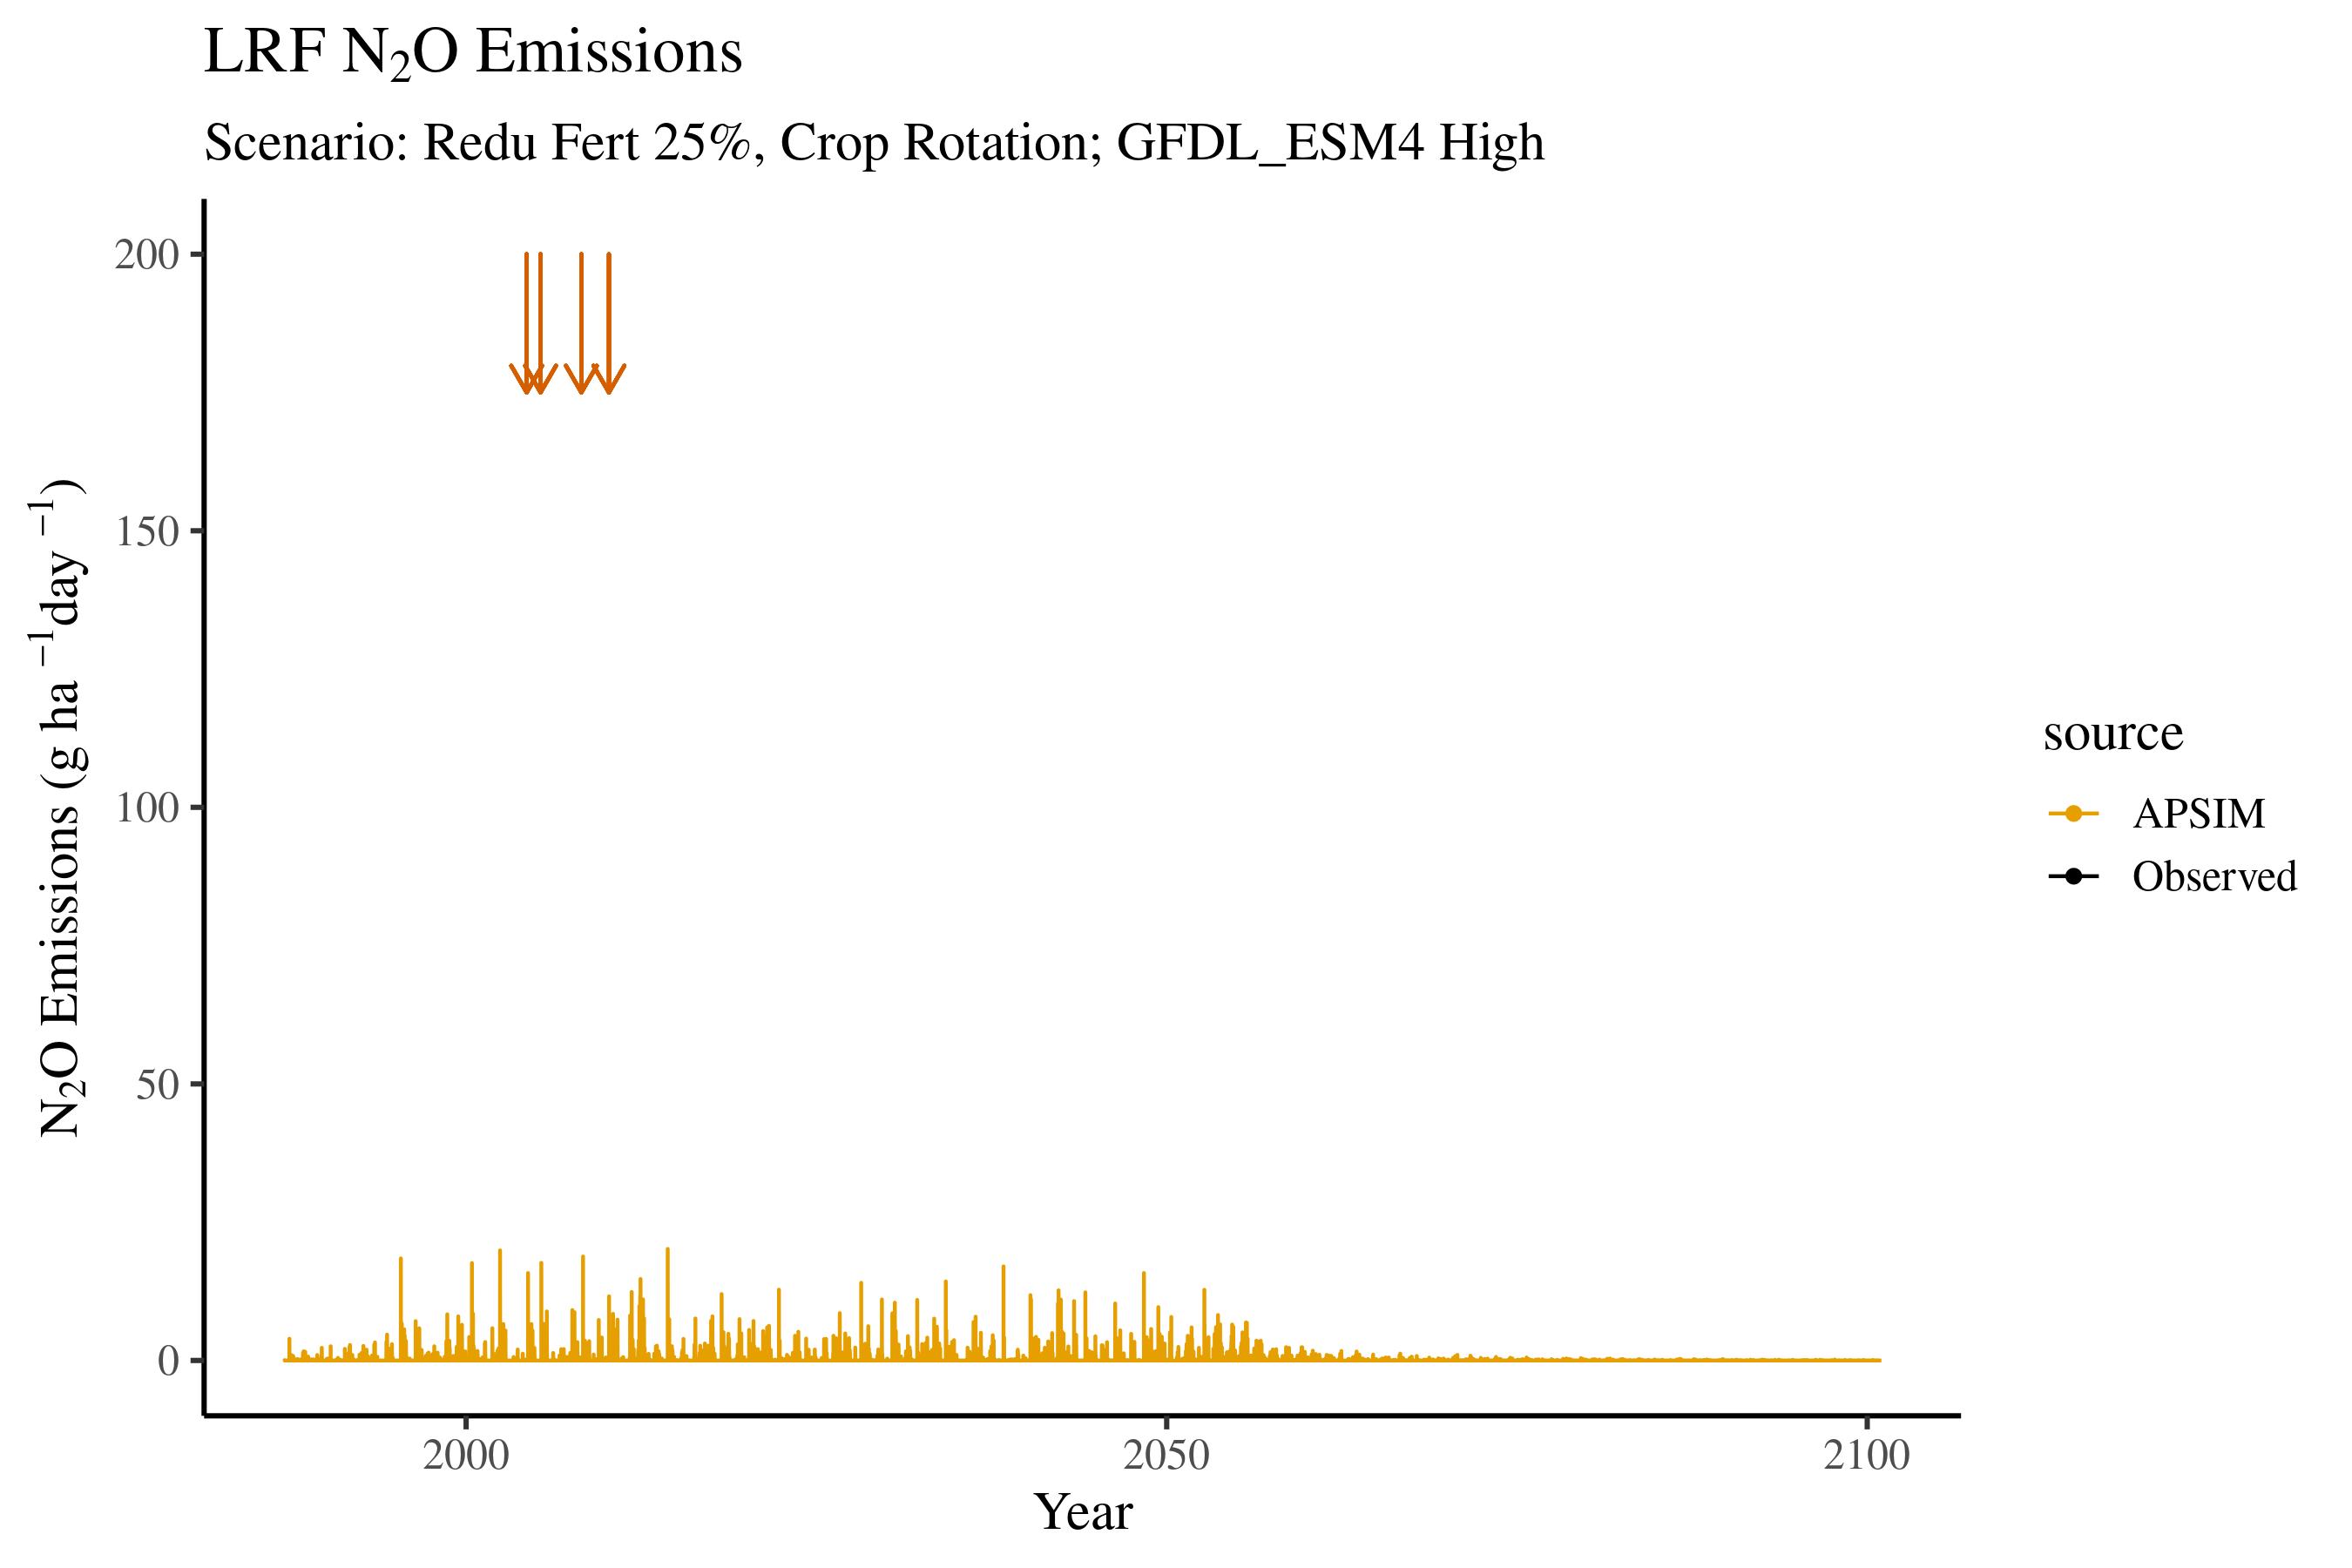 LRF N₂O Emissions
Scenario: Redu Fert 25%, Crop Rotation; GFDL_ESM4 High
N₂O Emissions (g ha ⁻¹day ⁻¹)
200
150
100
50
0
2000
2050
2100
Year
source
APSIM
Observed